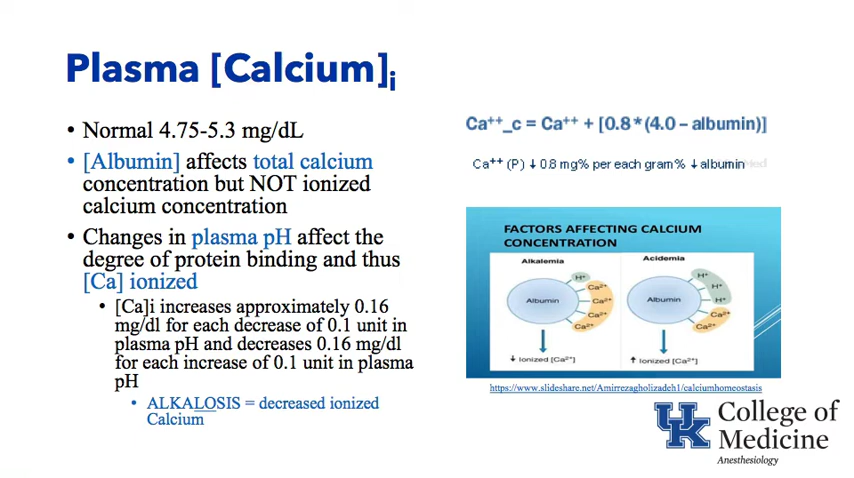 Plasma [Calcium]i
• Normal 4.75-5.3 mg/dL
• [Albumin] affects total calcium
concentration but NOT ionized
calcium concentration
• Changes in plasma pH affect the
degree of protein binding and thus
[Ca] ionized
• [Ca]i increases approximately 0.16
mg/dl for each decrease of 0.1 unit in
plasma pH and decreases 0.16 mg/dl
for each increase of 0.1 unit in plasma
pH
• ALKALOSIS = decreased ionized
Calcium
Ca++_c = Ca++ + [0.8*(4.0 – albumin)]
Ca++ (P) ↓ 0.8 mg% per each gram% ↓ albumin
FACTORS AFFECTING CALCIUM
CONCENTRATION
Alkalemia
Albumin
H+
Ca2+
Ca2+
Ca2+
Ca2+
↓ Ionized [Ca2+]
Acidemia
Albumin
H+
H+
H+
Ca2+
Ca2+
↑ Ionized [Ca2+]
https://www.slideshare.net/Amirrezagholizadeh1/calciumhomeostasis
UK
College of
Medicine
Anesthesiology